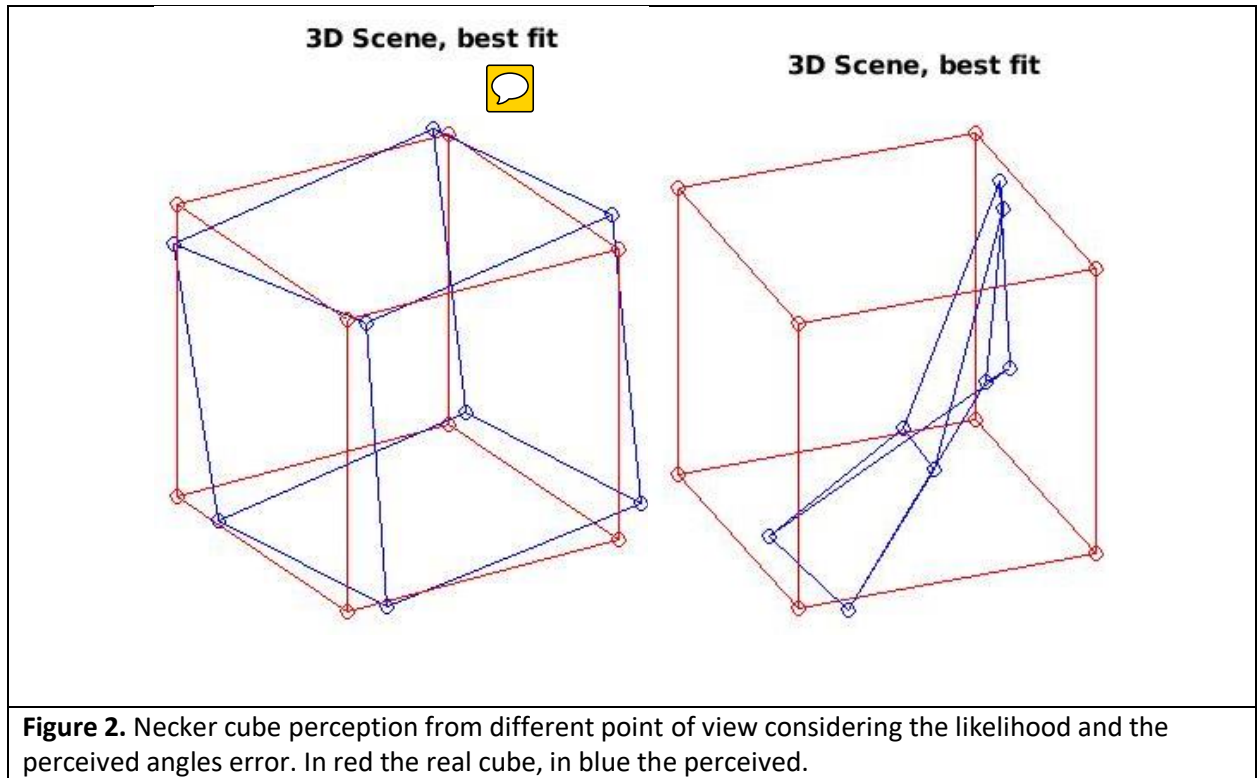 3D Scene, best fit
3D Scene, best fit
Figure 2. Necker cube perception from different point of view considering the likelihood and the
perceived angles error. In red the real cube, in blue the perceived.